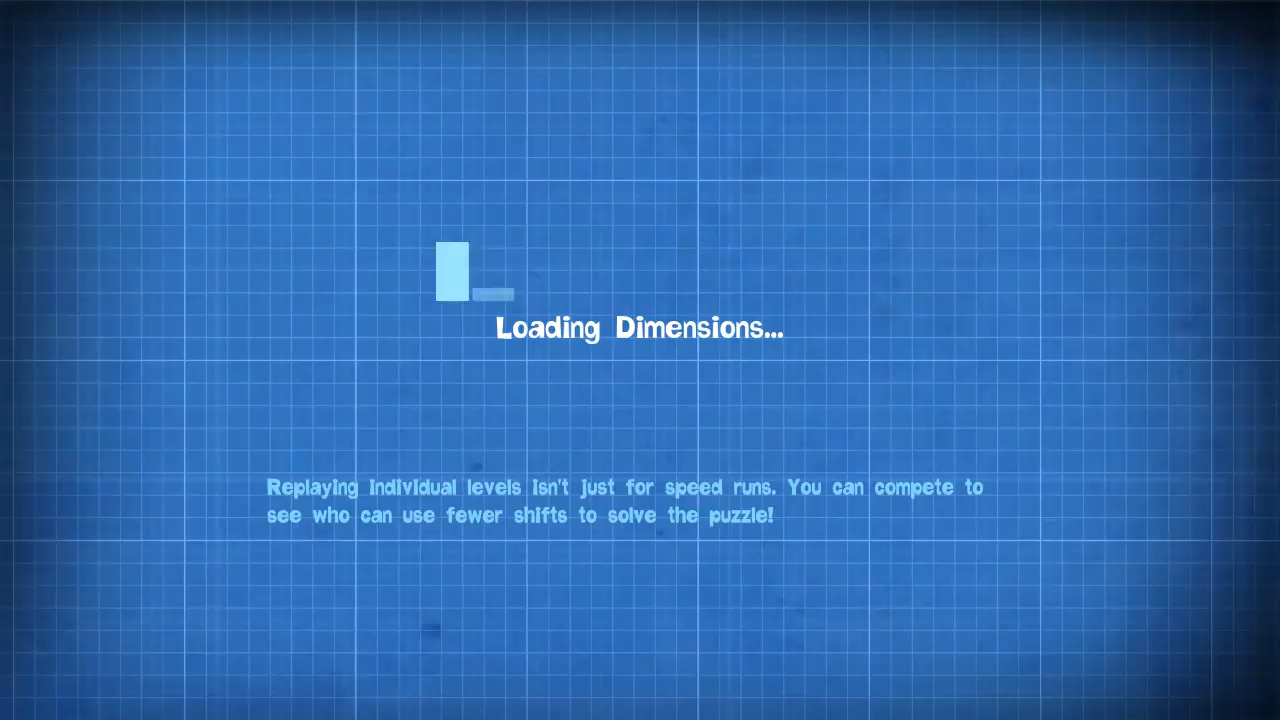 Loading Dimensions...
Replaying individual levels isn't just for speed runs. You can compete to
see who can use fewer shifts to solve the puzzle!